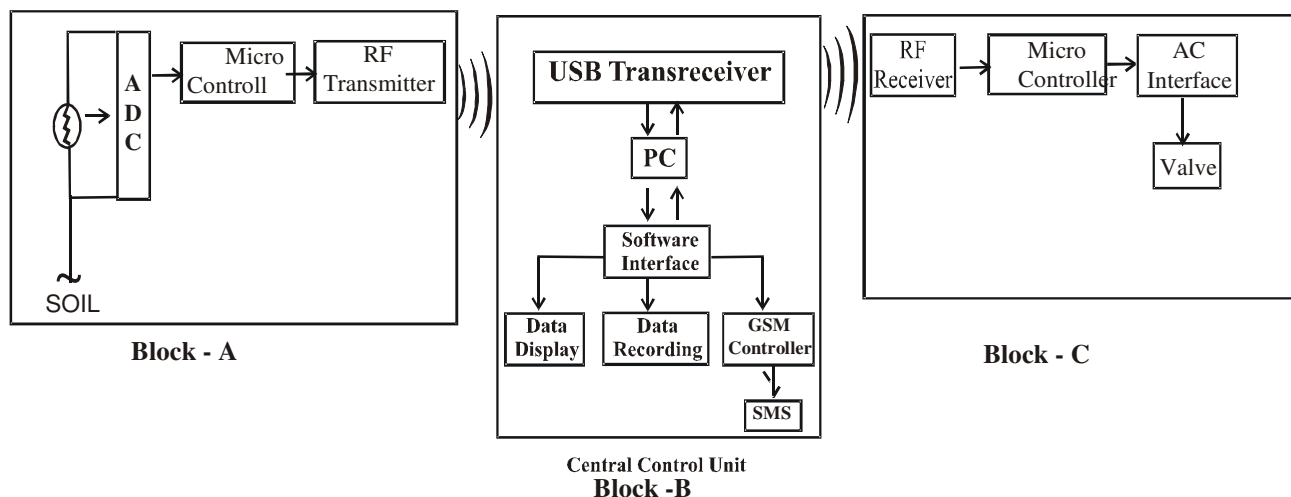 A
D
C
Micro
Controll
RF
Transmitter
SOIL
Block - A
USB Transreceiver
PC
Software
Interface
Data
Display
Data
Recording
GSM
Controller
SMS
Central Control Unit
Block -B
RF
Receiver
Micro
Controller
AC
Interface
Valve
Block - C